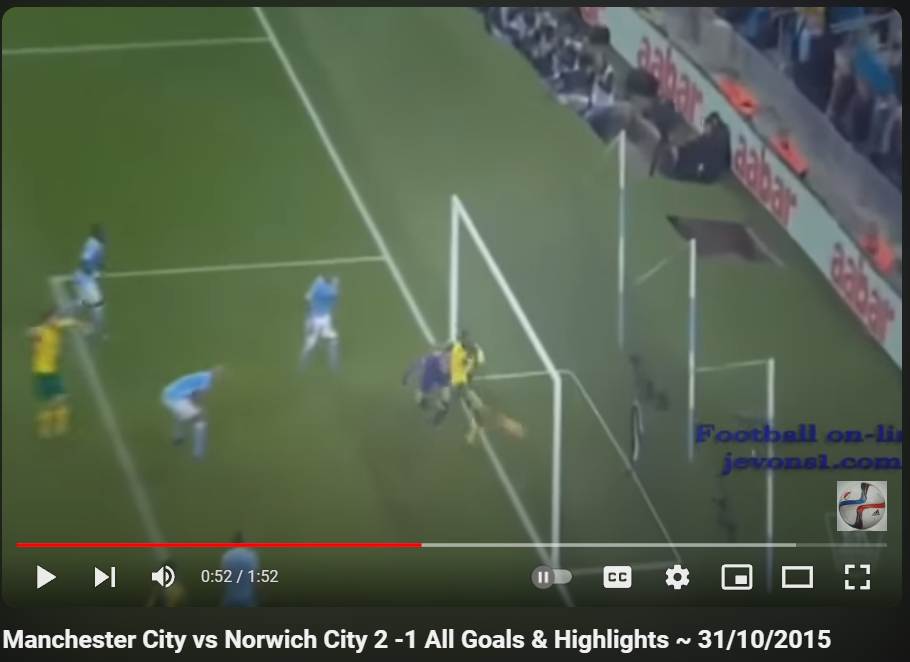 aabar
aabar
aabar
Football on-li
jevons1.com
CC
0:52 / 1:52
Manchester City vs Norwich City 2 -1 All Goals & Highlights ~ 31/10/2015